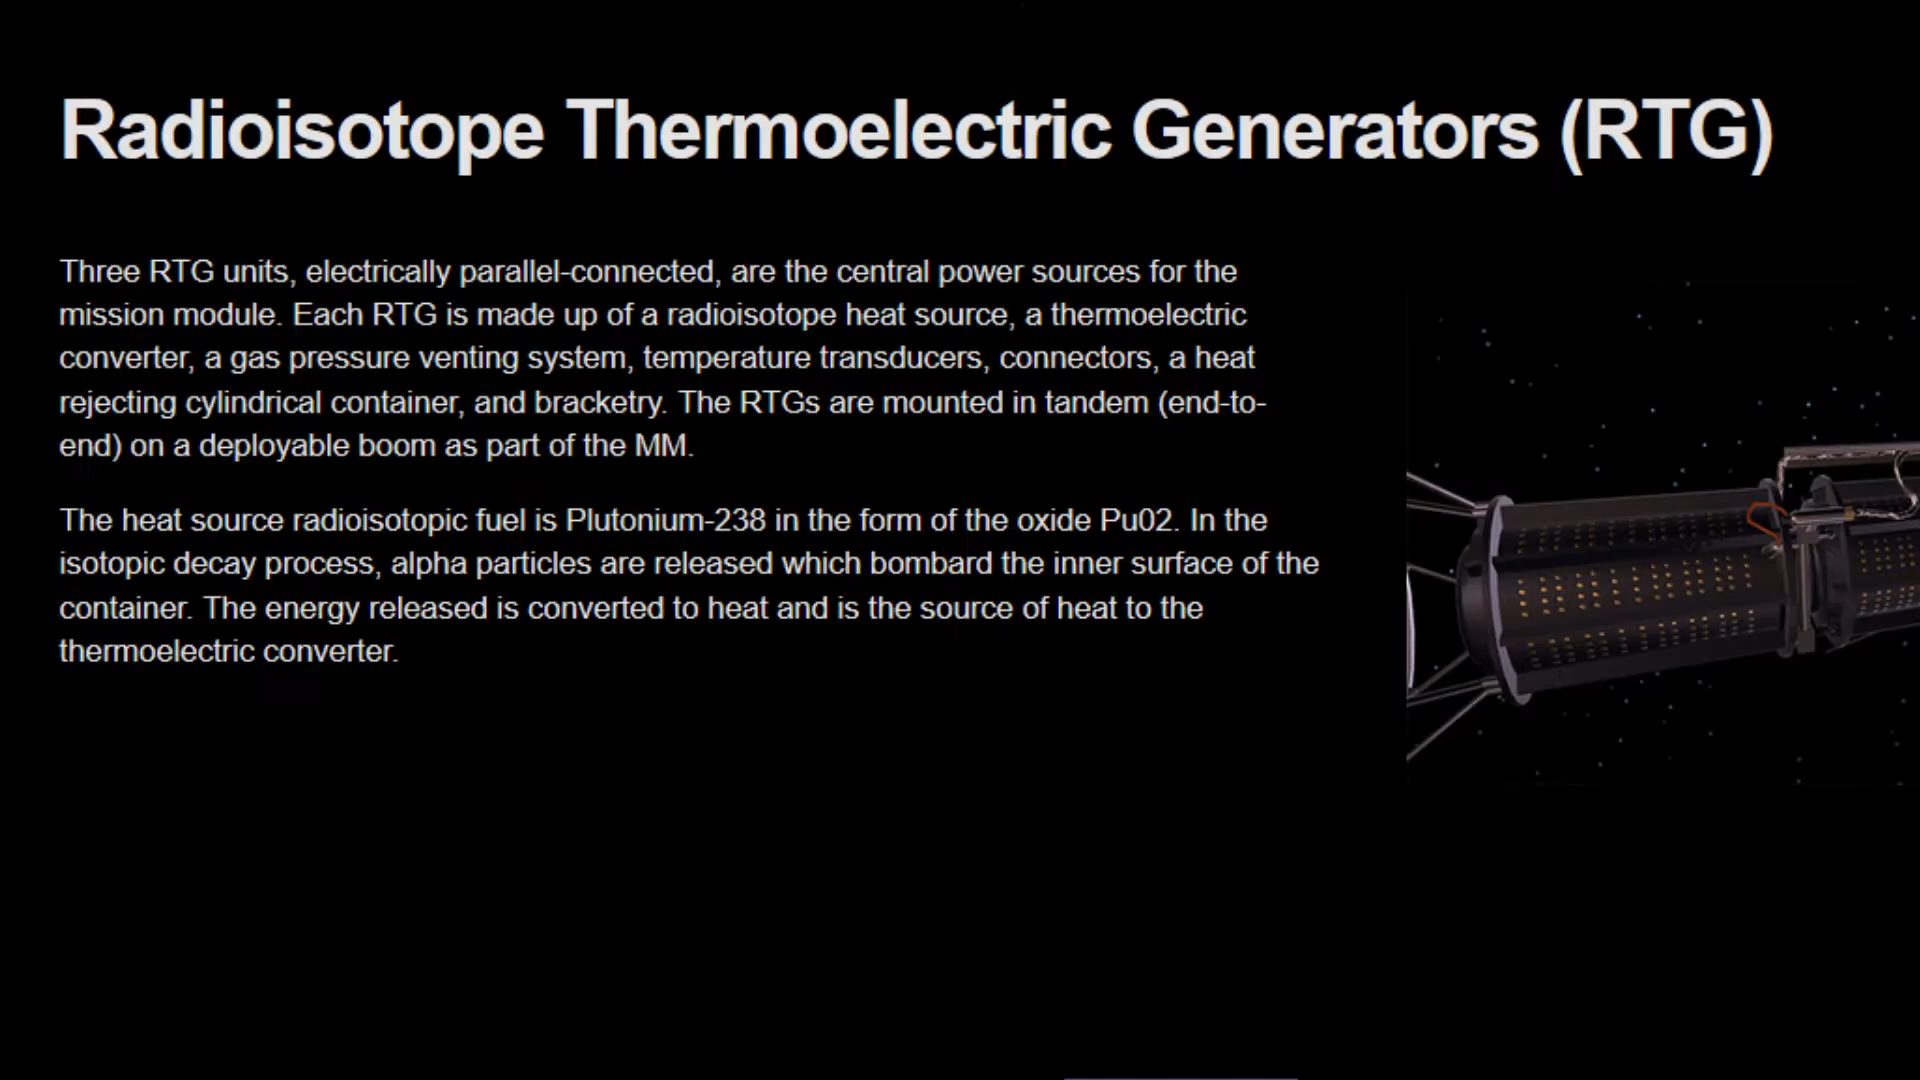 Radioisotope Thermoelectric Generators (RTG)
Three RTG units, electrically parallel-connected, are the central power sources for the
mission module. Each RTG is made up of a radioisotope heat source, a thermoelectric
converter, a gas pressure venting system, temperature transducers, connectors, a heat
rejecting cylindrical container, and bracketry. The RTGs are mounted in tandem (end-to-
end) on a deployable boom as part of the MM.
The heat source radioisotopic fuel is Plutonium-238 in the form of the oxide Pu02. In the
isotopic decay process, alpha particles are released which bombard the inner surface of the
container. The energy released is converted to heat and is the source of heat to the
thermoelectric converter.